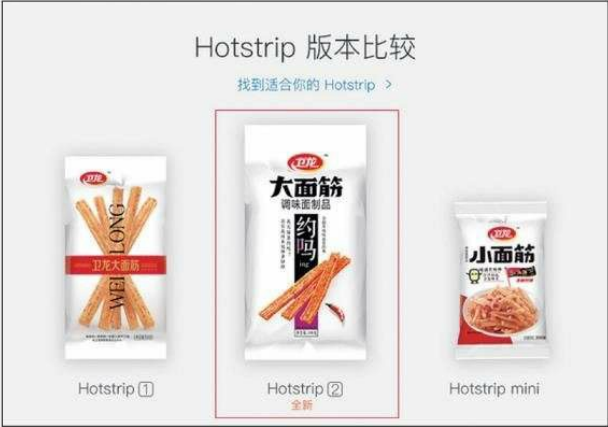 Hotstrip 版本比较
找到适合你的 Hotstrip >
卫龙
WEI LONG
卫龙大面筋
Hotstrip 1
卫龙
大面筋
调味面制品
约吗
ing
Hotstrip 2
全新
卫龙
小面筋
Hotstrip mini